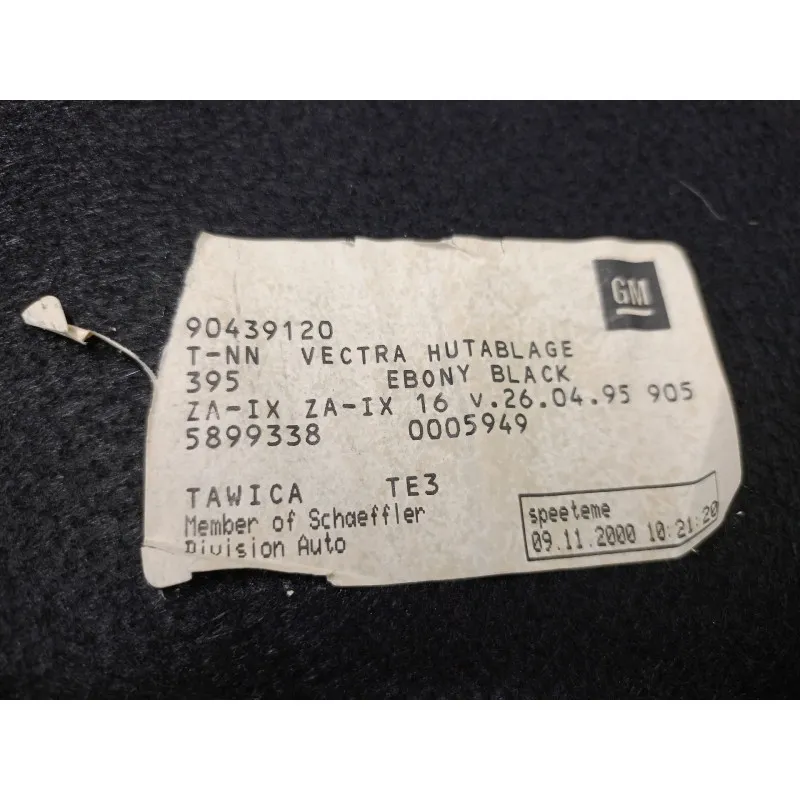 GM
90439120
T-NN VECTRA HUTABLAGE
395 EBONY BLACK
ZA-IX ZA-IX 16 V.26.04.95 905
5899338 0005949
TAWICA TE3
Member of Schaeffler
Division Auto
speeteme
09.11.2000 10:21:20